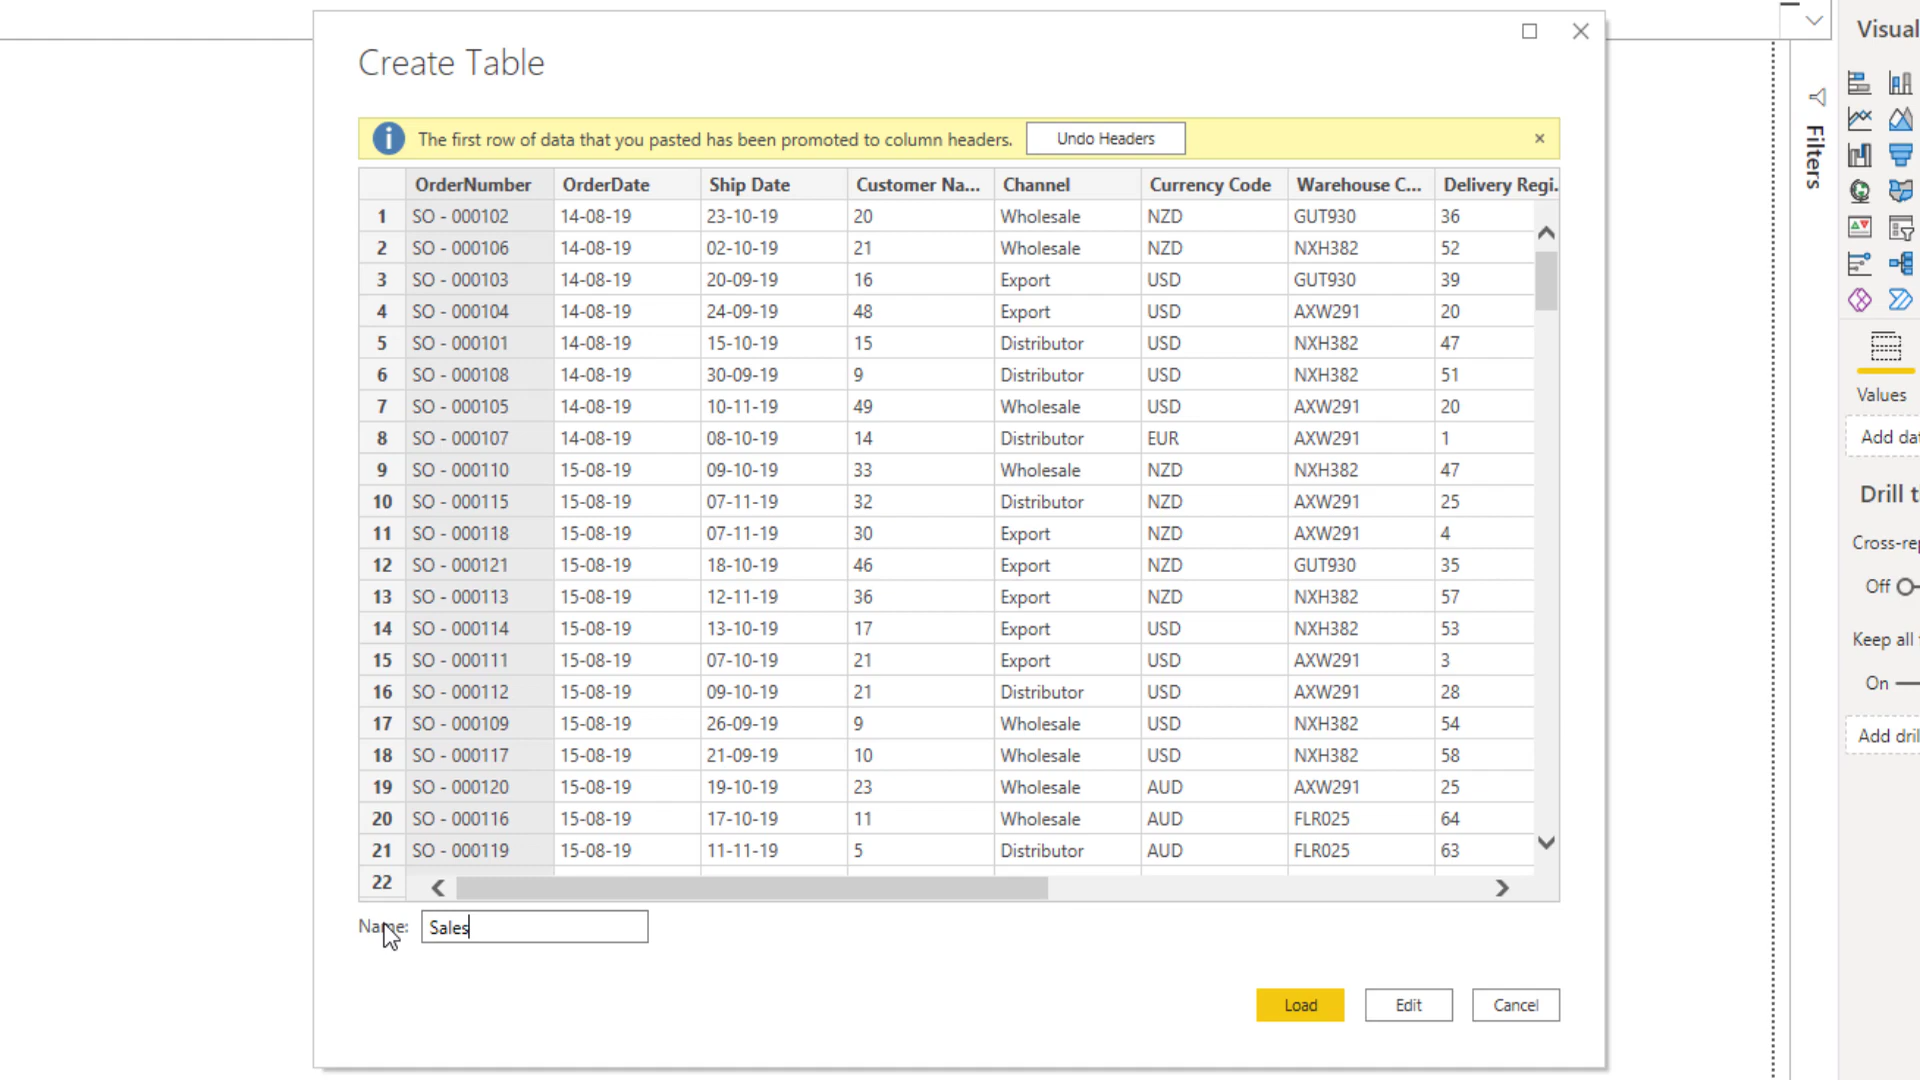 Create Table
The first row of data that you pasted has been promoted to column headers. Undo Headers
OrderNumber OrderDate Ship Date Customer Na... Channel Currency Code Warehouse C... Delivery Regi.
1 SO - 000102 14-08-19 23-10-19 20 Wholesale NZD GUT930 36
2 SO - 000106 14-08-19 02-10-19 21 Wholesale NZD NXH382 52
3 SO - 000103 14-08-19 20-09-19 16 Export USD GUT930 39
4 SO - 000104 14-08-19 24-09-19 48 Export USD AXW291 20
5 SO - 000101 14-08-19 15-10-19 15 Distributor USD NXH382 47
6 SO - 000108 14-08-19 30-09-19 9 Distributor USD NXH382 51
7 SO - 000105 14-08-19 10-11-19 49 Wholesale USD AXW291 20
8 SO - 000107 14-08-19 08-10-19 14 Distributor EUR AXW291 1
9 SO - 000110 15-08-19 09-10-19 33 Wholesale NZD NXH382 47
10 SO - 000115 15-08-19 07-11-19 32 Distributor NZD AXW291 25
11 SO - 000118 15-08-19 07-11-19 30 Export NZD AXW291 4
12 SO - 000121 15-08-19 18-10-19 46 Export NZD GUT930 35
13 SO - 000113 15-08-19 12-11-19 36 Export NZD NXH382 57
14 SO - 000114 15-08-19 13-10-19 17 Export USD NXH382 53
15 SO - 000111 15-08-19 07-10-19 21 Export USD AXW291 3
16 SO - 000112 15-08-19 09-10-19 21 Distributor USD AXW291 28
17 SO - 000109 15-08-19 26-09-19 9 Wholesale USD NXH382 54
18 SO - 000117 15-08-19 21-09-19 10 Wholesale USD NXH382 58
19 SO - 000120 15-08-19 19-10-19 23 Wholesale AUD AXW291 25
20 SO - 000116 15-08-19 17-10-19 11 Wholesale AUD FLR025 64
21 SO - 000119 15-08-19 11-11-19 5 Distributor AUD FLR025 63
22
Name: Sales
Load Edit Cancel
Filters
Visual
Values
Add dat
Drill t
Cross-rep
Off
Keep all
On
Add dril